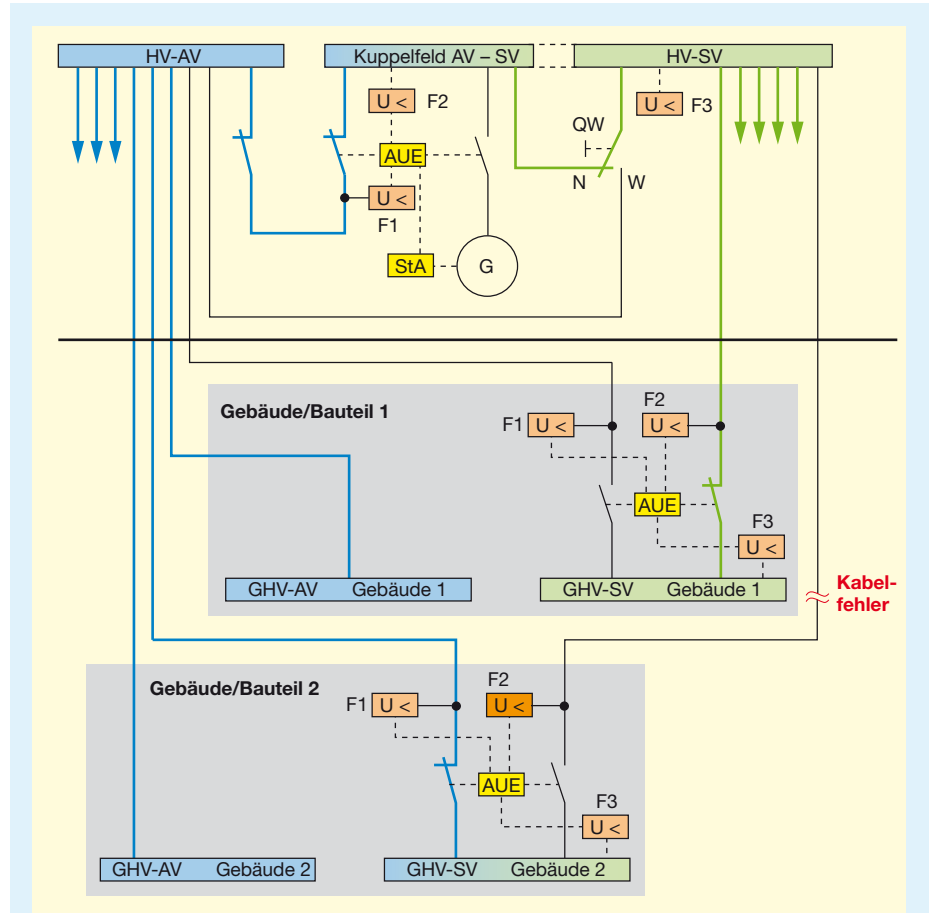 HV-AV
Kuppelfeld AV – SV
HV-SV
U <
F2
U <
F3
QW
AUE
N
W
U <
F1
StA
G
Gebäude/Bauteil 1
F1
U <
F2
U <
AUE
F3
U <
GHV-AV Gebäude 1
GHV-SV Gebäude 1
Kabel-
fehler
Gebäude/Bauteil 2
F1
U <
F2
U <
AUE
F3
U <
GHV-AV Gebäude 2
GHV-SV Gebäude 2